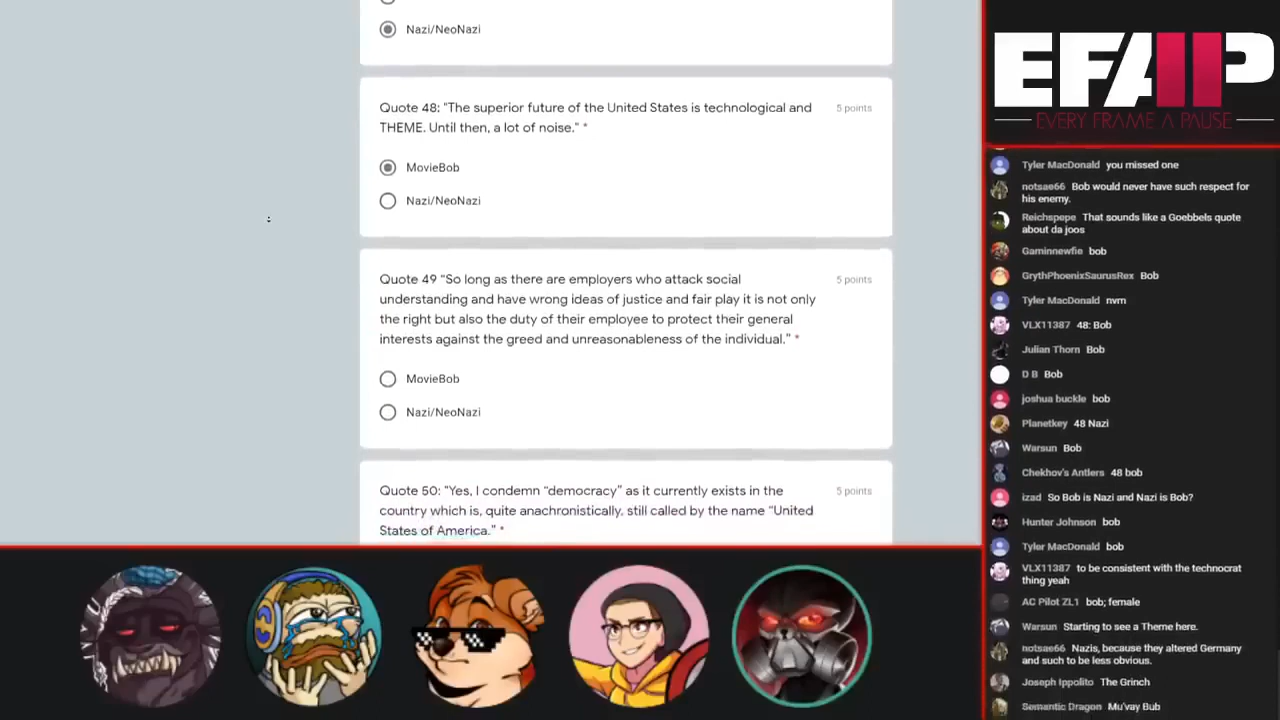 Nazi/NeoNazi
Quote 48: "The superior future of the United States is technological and
THEME. Until then, a lot of noise." *
5 points
MovieBob
Nazi/NeoNazi
Quote 49 "So long as there are employers who attack social
understanding and have wrong ideas of justice and fair play it is not only
the right but also the duty of their employee to protect their general
interests against the greed and unreasonableness of the individual." *
5 points
MovieBob
Nazi/NeoNazi
Quote 50: "Yes, I condemn "democracy" as it currently exists in the
country which is, quite anachronistically, still called by the name "United
States of America." *
5 points
EFAP
EVERY FRAME A PAUSE
Tyler MacDonald you missed one
notsae66 Bob would never have such respect for
his enemy.
Reichspepe That sounds like a Goebbels quote
about da joos
Gaminnewfie bob
GrythPhoenixSaurusRex Bob
Tyler MacDonald nvm
VLX11387 48: Bob
Julian Thorn Bob
D B Bob
joshua buckle bob
Planetkey 48 Nazi
Warsun Bob
Chekhov's Antlers 48 bob
izad So Bob is Nazi and Nazi is Bob?
Hunter Johnson bob
Tyler MacDonald bob
VLX11387 to be consistent with the technocrat
thing yeah
AC Pilot ZL1 bob; female
Warsun Starting to see a Theme here.
notsae66 Nazis, because they altered Germany
and such to be less obvious.
Joseph Ippolito The Grinch
Semantic Dragon Mu'vay Bub